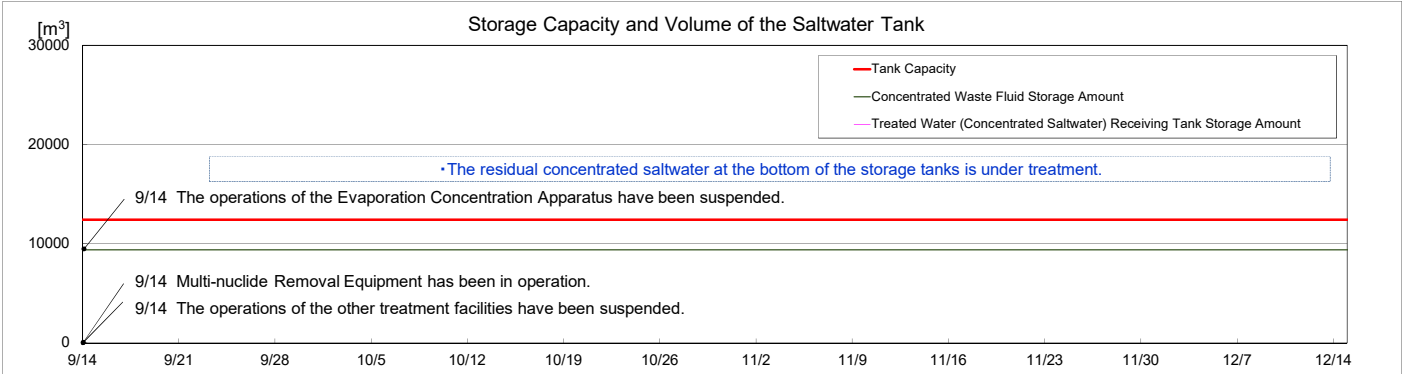 Storage Capacity and Volume of the Saltwater Tank
[m³]
30000
Tank Capacity
Concentrated Waste Fluid Storage Amount
Treated Water (Concentrated Saltwater) Receiving Tank Storage Amount
20000
・The residual concentrated saltwater at the bottom of the storage tanks is under treatment.
9/14 The operations of the Evaporation Concentration Apparatus have been suspended.
10000
9/14 Multi-nuclide Removal Equipment has been in operation.
9/14 The operations of the other treatment facilities have been suspended.
0
9/14 9/21 9/28 10/5 10/12 10/19 10/26 11/2 11/9 11/16 11/23 11/30 12/7 12/14